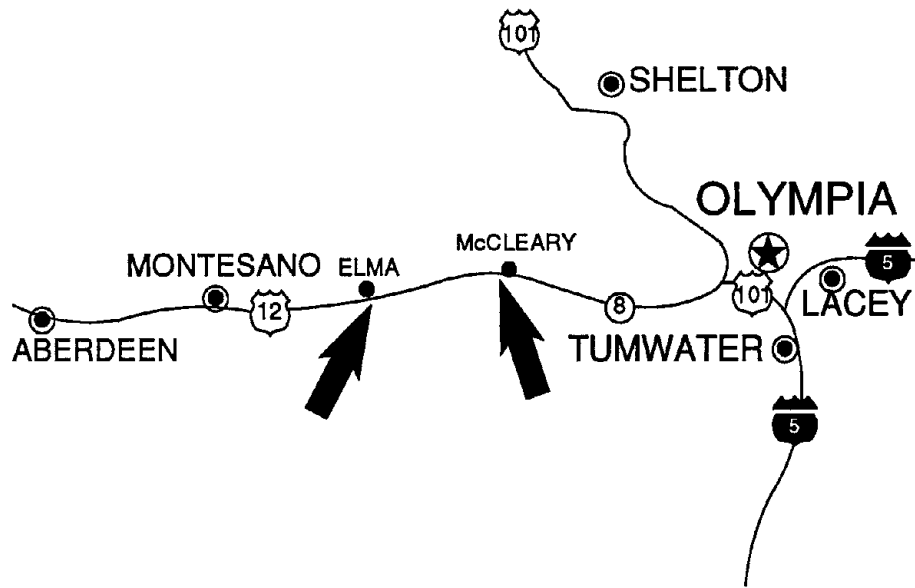 101
SHELTON
OLYMPIA
McCLEARY
MONTESANO
ELMA
5
12
8
101
LACEY
ABERDEEN
TUMWATER
5